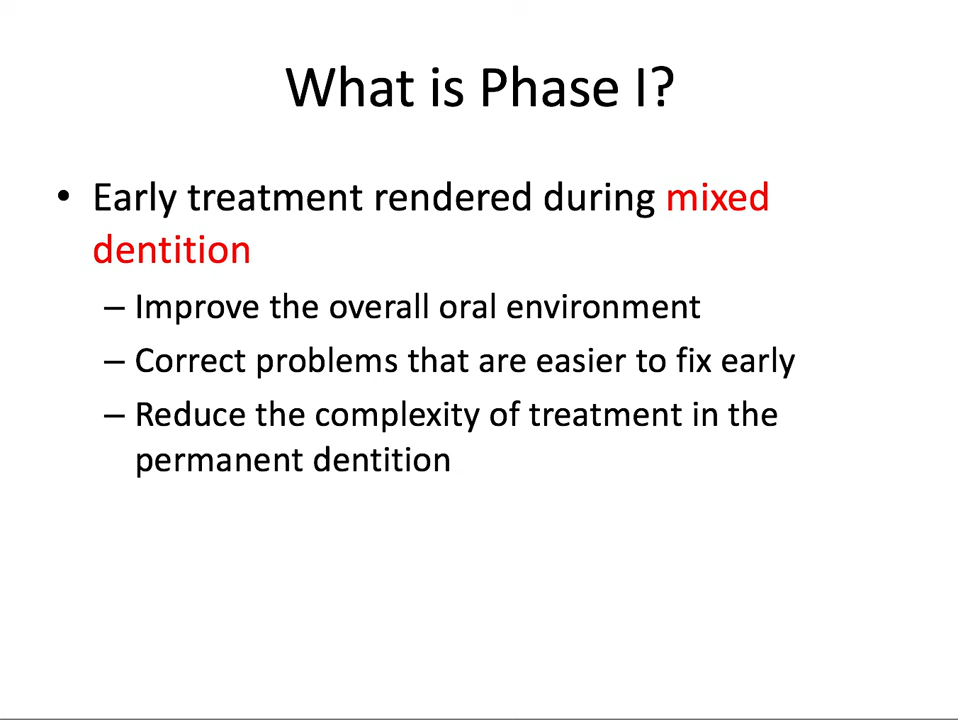 What is Phase I?
• Early treatment rendered during mixed
dentition
– Improve the overall oral environment
– Correct problems that are easier to fix early
– Reduce the complexity of treatment in the
permanent dentition